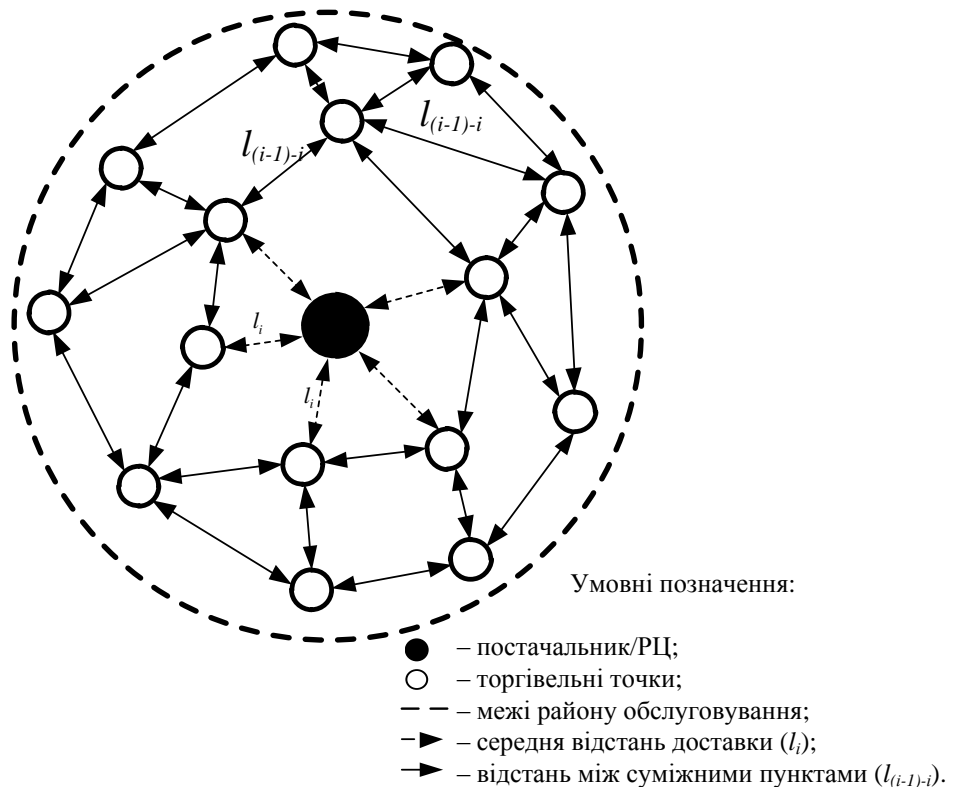 l(i-1)-i
l(i-1)-i
li
li
Умовні позначення:
– постачальник/РЦ;
– торгівельні точки;
– межі району обслуговування;
– середня відстань доставки (li);
– відстань між суміжними пунктами (l(i-1)-i).